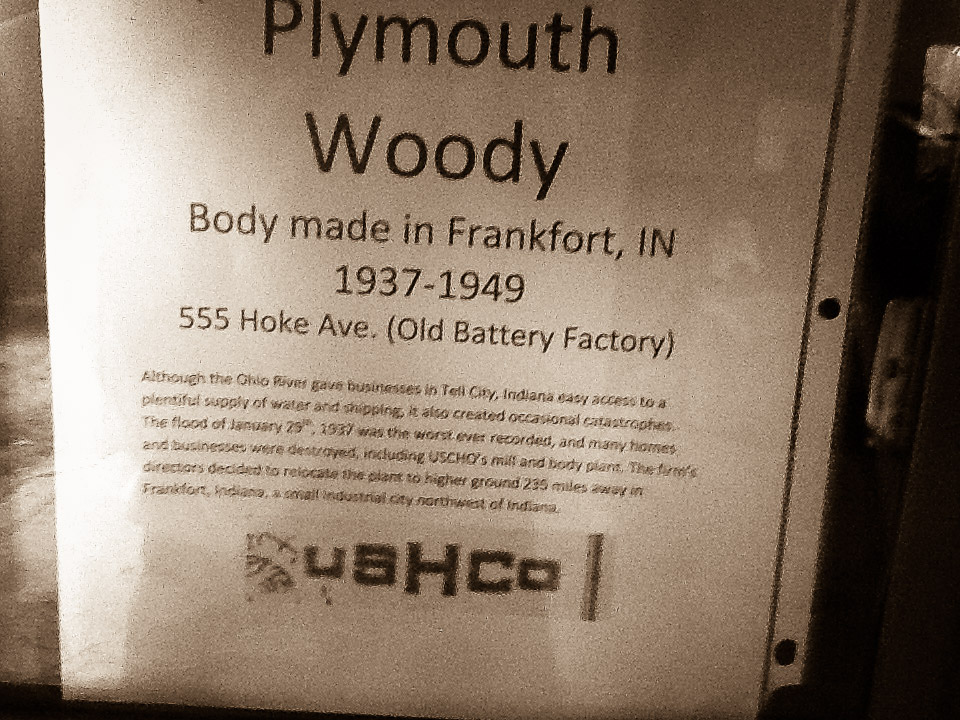 Plymouth
Woody
Body made in Frankfort, IN
1937-1949
555 Hoke Ave. (Old Battery Factory)
Although the Ohio River gave businesses in Tell City, Indiana easy access to a
plentiful supply of water and shipping, it also created occasional catastrophes.
The flood of January 29th, 1937 was the worst ever recorded, and many homes
and businesses were destroyed, including USCHO's mill and body plant. The firm's
directors decided to relocate the plant to higher ground 235 miles away in
Frankfort, Indiana, a small industrial city northwest of Indiana.
USHCO